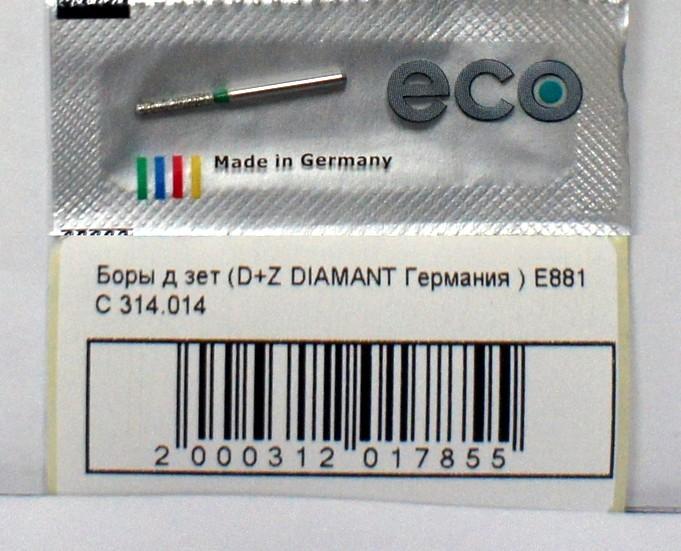 eco
Made in Germany
Боры д зет (D+Z DIAMANT Германия ) E881
C 314.014
2 000312 017855